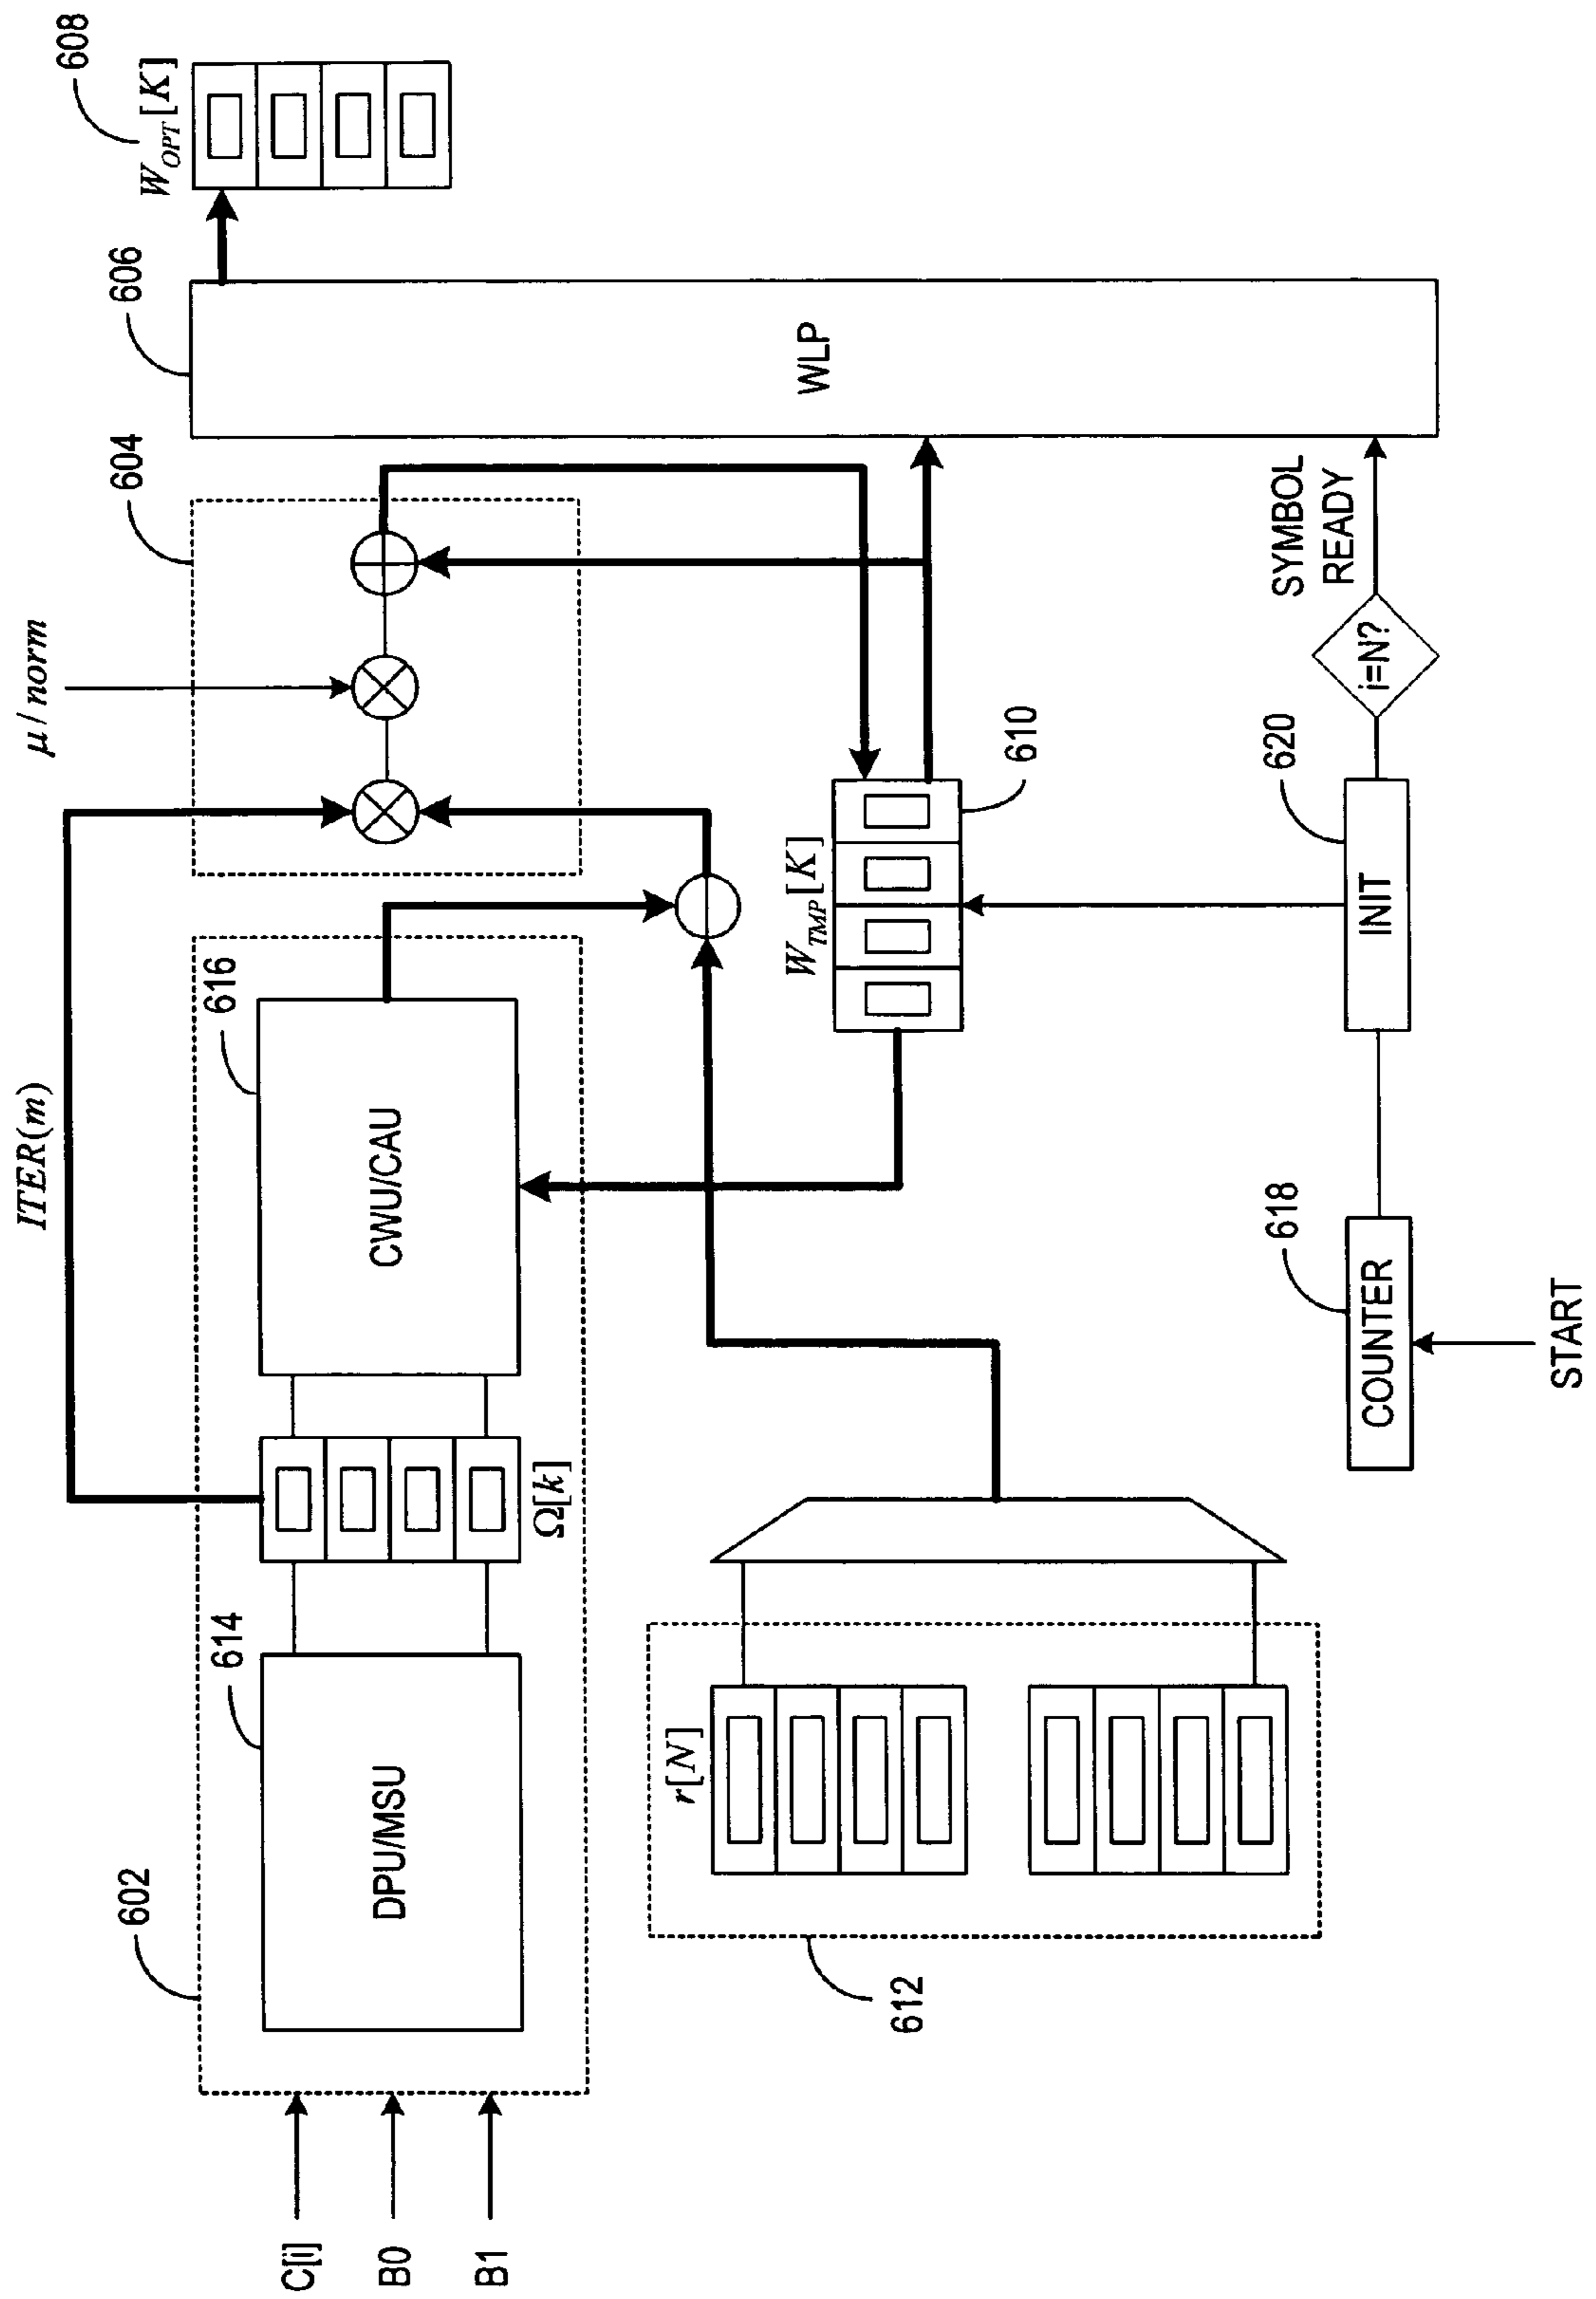 608
W_OPT[K]
606
WLP
604
μ / norm
ITER(m)
616
CWU/CAU
Ω[k]
614
DPU/MSU
602
C[i]
B0
B1
W_TMP[K]
610
r[N]
612
SYMBOL
READY
i=N?
620
INIT
618
COUNTER
START